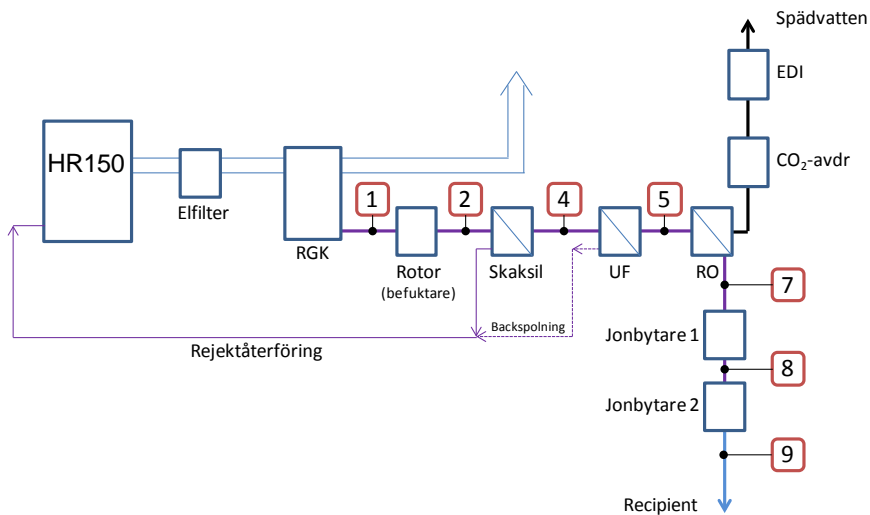 Spädvatten
EDI
CO₂-avdr
HR150
Elfilter
RGK
1
2
4
5
Rotor
(befuktare)
Skaksil
UF
RO
7
Backspolning
Rejektåterföring
Jonbytare 1
8
Jonbytare 2
9
Recipient